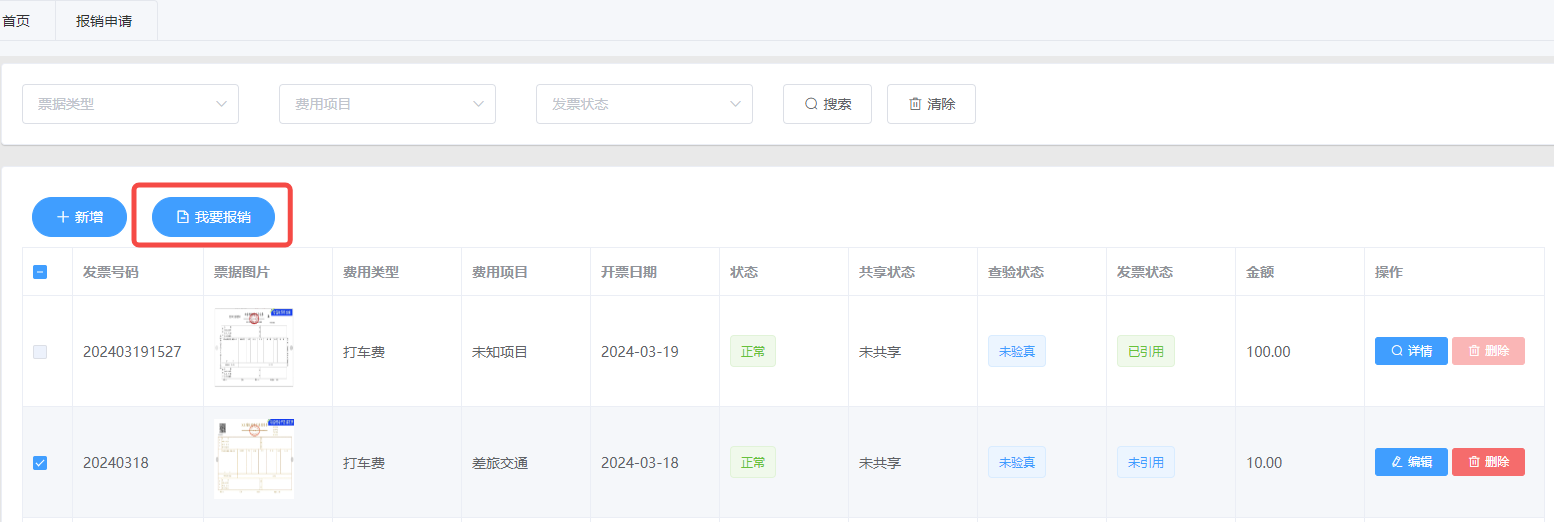 首页 报销申请
票据类型 费用项目 发票状态 搜索 清除
新增 我要报销
发票号码 票据图片 费用类型 费用项目 开票日期 状态 共享状态 查验状态 发票状态 金额 操作
202403191527 打车费 未知项目 2024-03-19 正常 未共享 未验真 已引用 100.00 详情 删除
20240318 打车费 差旅交通 2024-03-18 正常 未共享 未验真 未引用 10.00 编辑 删除